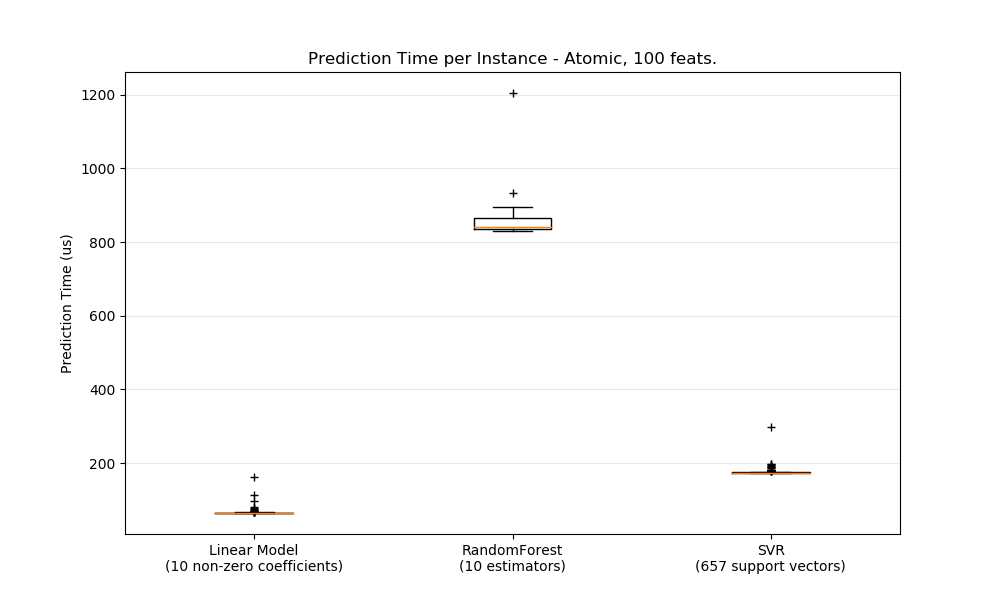 Prediction Time per Instance - Atomic, 100 feats.
1200
1000
800
600
400
200
Prediction Time (us)
Linear Model
(10 non-zero coefficients)
RandomForest
(10 estimators)
SVR
(657 support vectors)